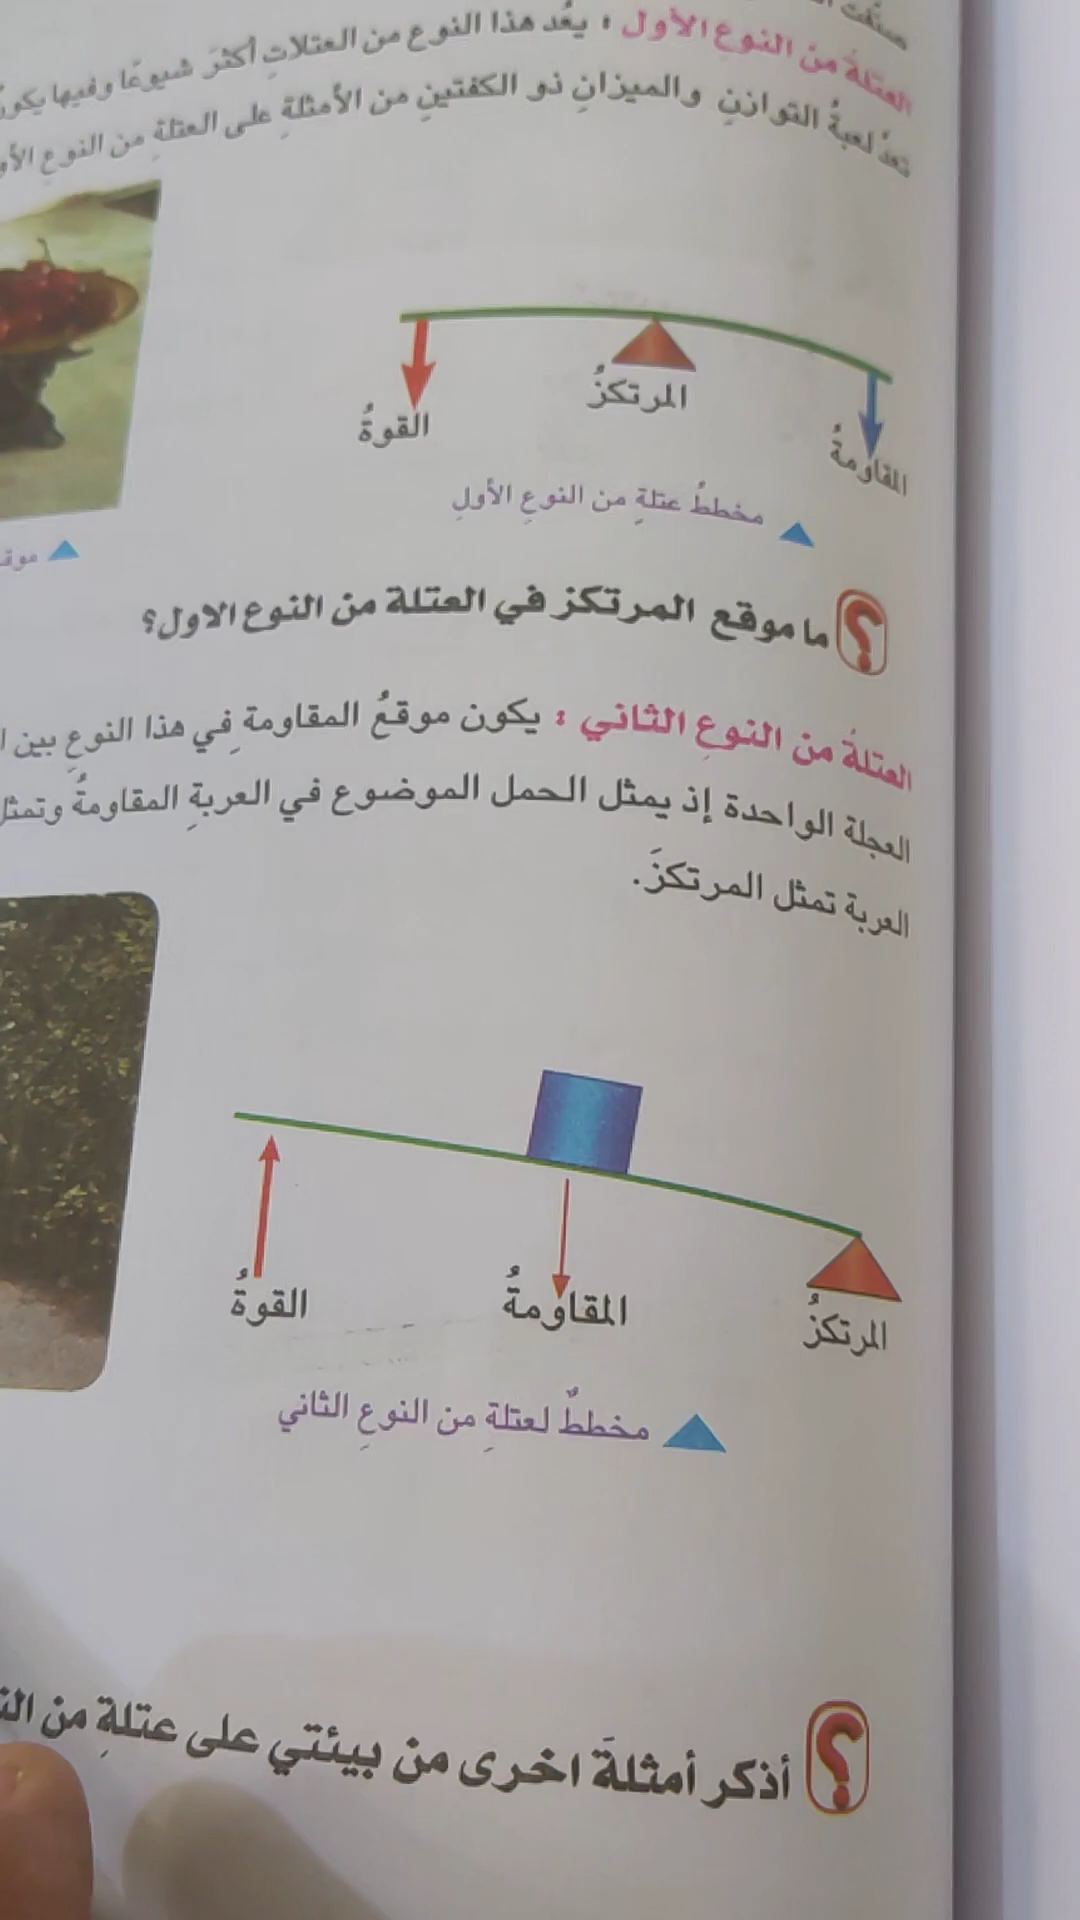 صنفت
العتلة من النوع الأول : يعُد هذا النوع من العتلاتِ أكثرَ شيوعًا وفيها يكون
تعدُّ لعبةُ التوازنِ والميزانِ ذو الكفتينِ من الأمثلةِ على العتلةِ من النوعِ
المرتكزُ
القوةُ
المقاومةُ
مخططُ عتلةٍ من النوعِ الأولِ
ما موقع المرتكز في العتلة من النوع الاول؟
العتلةُ من النوعِ الثاني : يكون موقعُ المقاومة في هذا النوعِ بين
العجلة الواحدة إذ يمثل الحمل الموضوع في العربةِ المقاومةُ وتمثل
العربة تمثل المرتكزَ.
القوةُ
المقاومةُ
المرتكزُ
مخططٌ لعتلةٍ من النوعِ الثاني
أذكر أمثلةَ اخرى من بيئتي على عتلةِ من